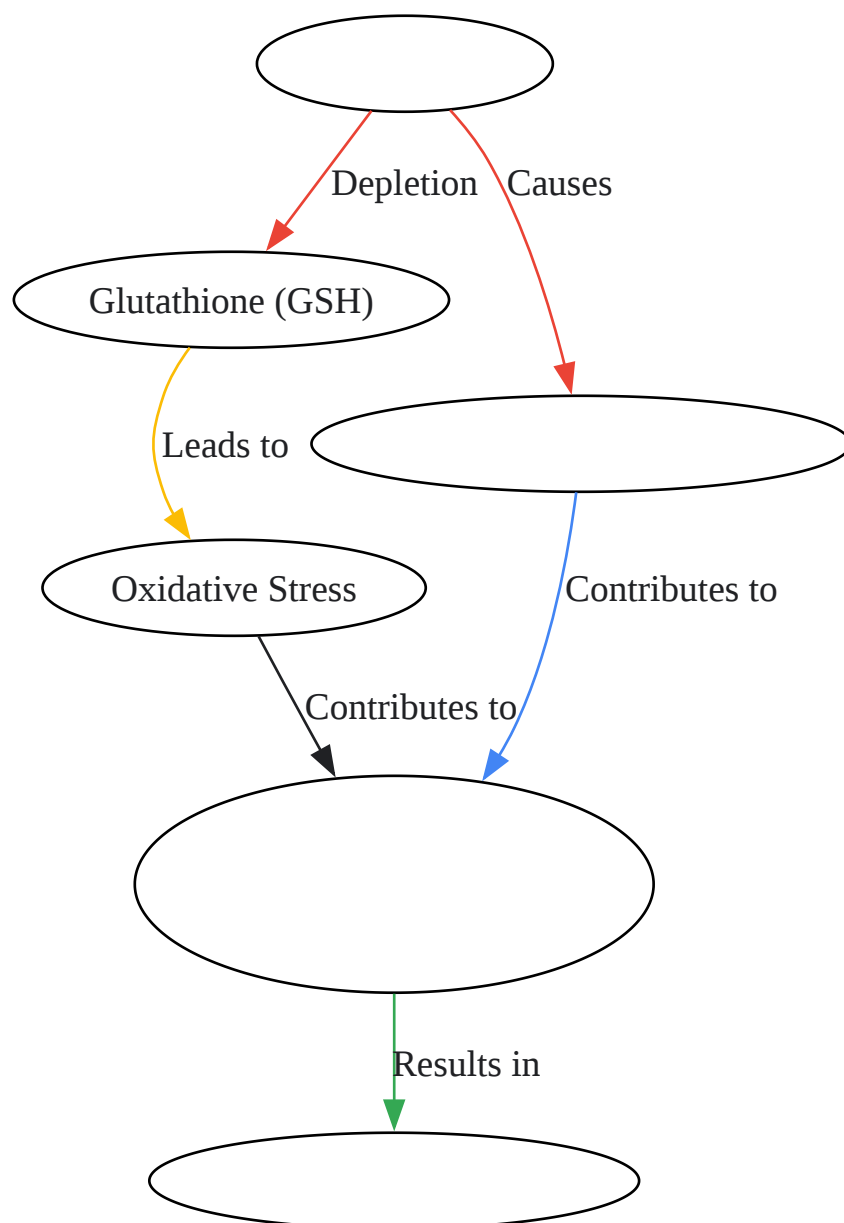 Depletion
Causes
Glutathione (GSH)
Leads to
Oxidative Stress
Contributes to
Contributes to
Results in